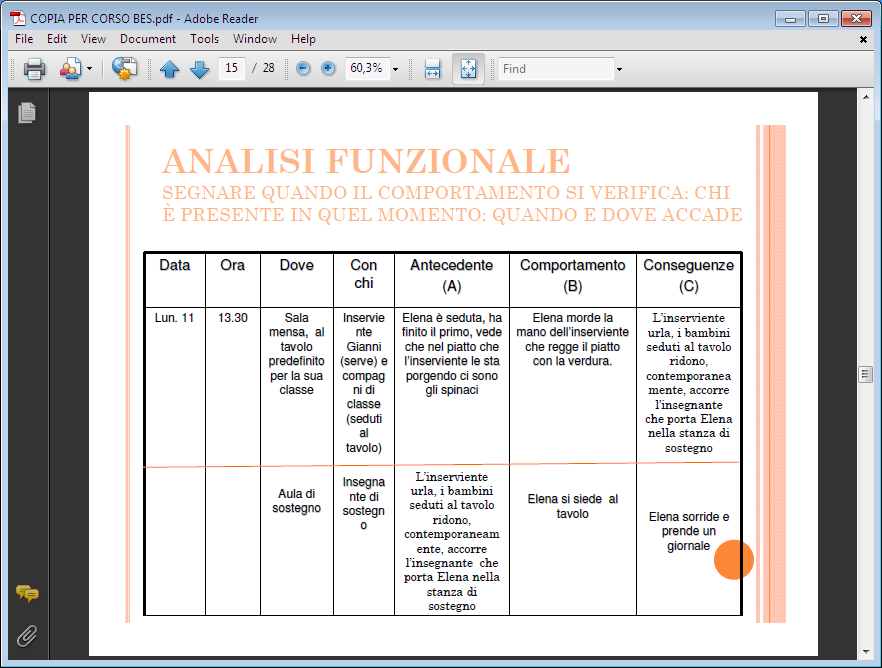 COPIA PER CORSO BES.pdf - Adobe Reader
File Edit View Document Tools Window Help
15 / 28 60,3% Find
ANALISI FUNZIONALE
SEGNARE QUANDO IL COMPORTAMENTO SI VERIFICA; CHI
È PRESENTE IN QUEL MOMENTO; QUANDO E DOVE ACCADE
Data
Ora
Dove
Con
chi
Antecedente
(A)
Comportamento
(B)
Conseguenze
(C)
Lun. 11
13.30
Sala
mensa, al
tavolo
predefinito
per la sua
classe
Inservie
nte
Gianni
(serve) e
compag
ni di
classe
(seduti
al
tavolo)
Elena è seduta, ha
finito il primo, vede
che nel piatto che
l'inserviente le sta
porgendo ci sono
gli spinaci
Elena morde la
mano dell'inserviente
che regge il piatto
con la verdura.
L'inserviente
urla, i bambini
seduti al tavolo
ridono,
contemporanea
mente, accorre
l'insegnante
che porta Elena
nella stanza di
sostegno
Aula di
sostegno
Insegna
nte di
sostegn
o
L'inserviente
urla, i bambini
seduti al tavolo
ridono,
contemporaneam
ente, accorre
l'insegnante che
porta Elena nella
stanza di
sostegno
Elena si siede al
tavolo
Elena sorride e
prende un
giornale